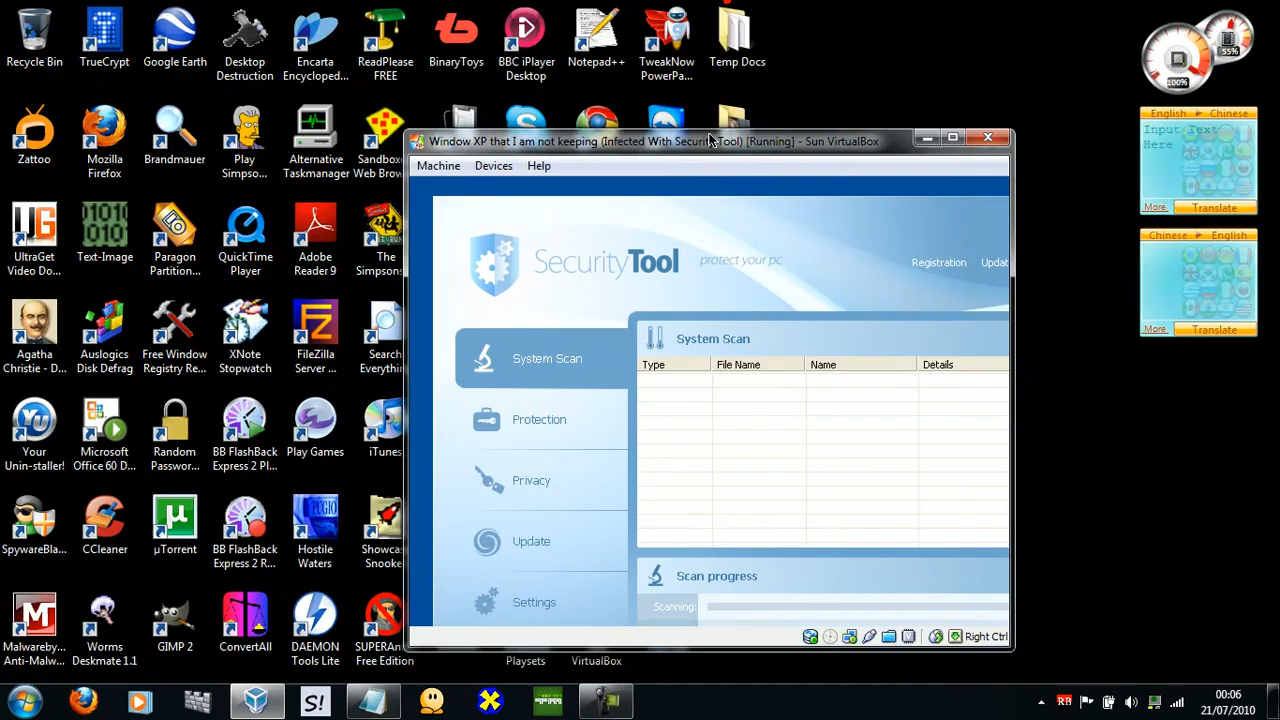 Recycle Bin
TrueCrypt
Google Earth
Desktop
Destruction
Encarta
Encycloped...
ReadPlease
FREE
BinaryToys
BBC iPlayer
Desktop
Notepad++
TweakNow
PowerPa...
Temp Docs
100%
55%
English Chinese
Input Text
Here
More.
Translate
Chinese English
More.
Translate
Zattoo
Mozilla
Firefox
Brandmauer
Play
Simpso...
Alternative
Taskmanager
Sandbox
Web Brow
UltraGet
Video Do...
Text-Image
Paragon
Partition...
QuickTime
Player
Adobe
Reader 9
The
Simpsons
Agatha
Christie - D...
Auslogics
Disk Defrag
Free Window
Registry Re...
XNote
Stopwatch
FileZilla
Server ...
Search
Everythin
Your
Unin-staller!
Microsoft
Office 60 D...
Random
Passwor...
BB FlashBack
Express 2 Pl...
Play Games
iTunes
SpywareBla...
CCleaner
µTorrent
BB FlashBack
Express 2 R...
Hostile
Waters
Showcas
Snooke
Malwareby...
Anti-Malw...
Worms
Deskmate 1.1
GIMP 2
ConvertAll
DAEMON
Tools Lite
SUPERAn
Free Edition
Playsets
VirtualBox
Window XP that I am not keeping (Infected With Security Tool) [Running] - Sun VirtualBox
Machine Devices Help
SecurityTool protect your pc
Registration Updat
System Scan
Protection
Privacy
Update
Settings
System Scan
Type File Name Name Details
Scan progress
Scanning:
Right Ctrl
00:06
21/07/2010